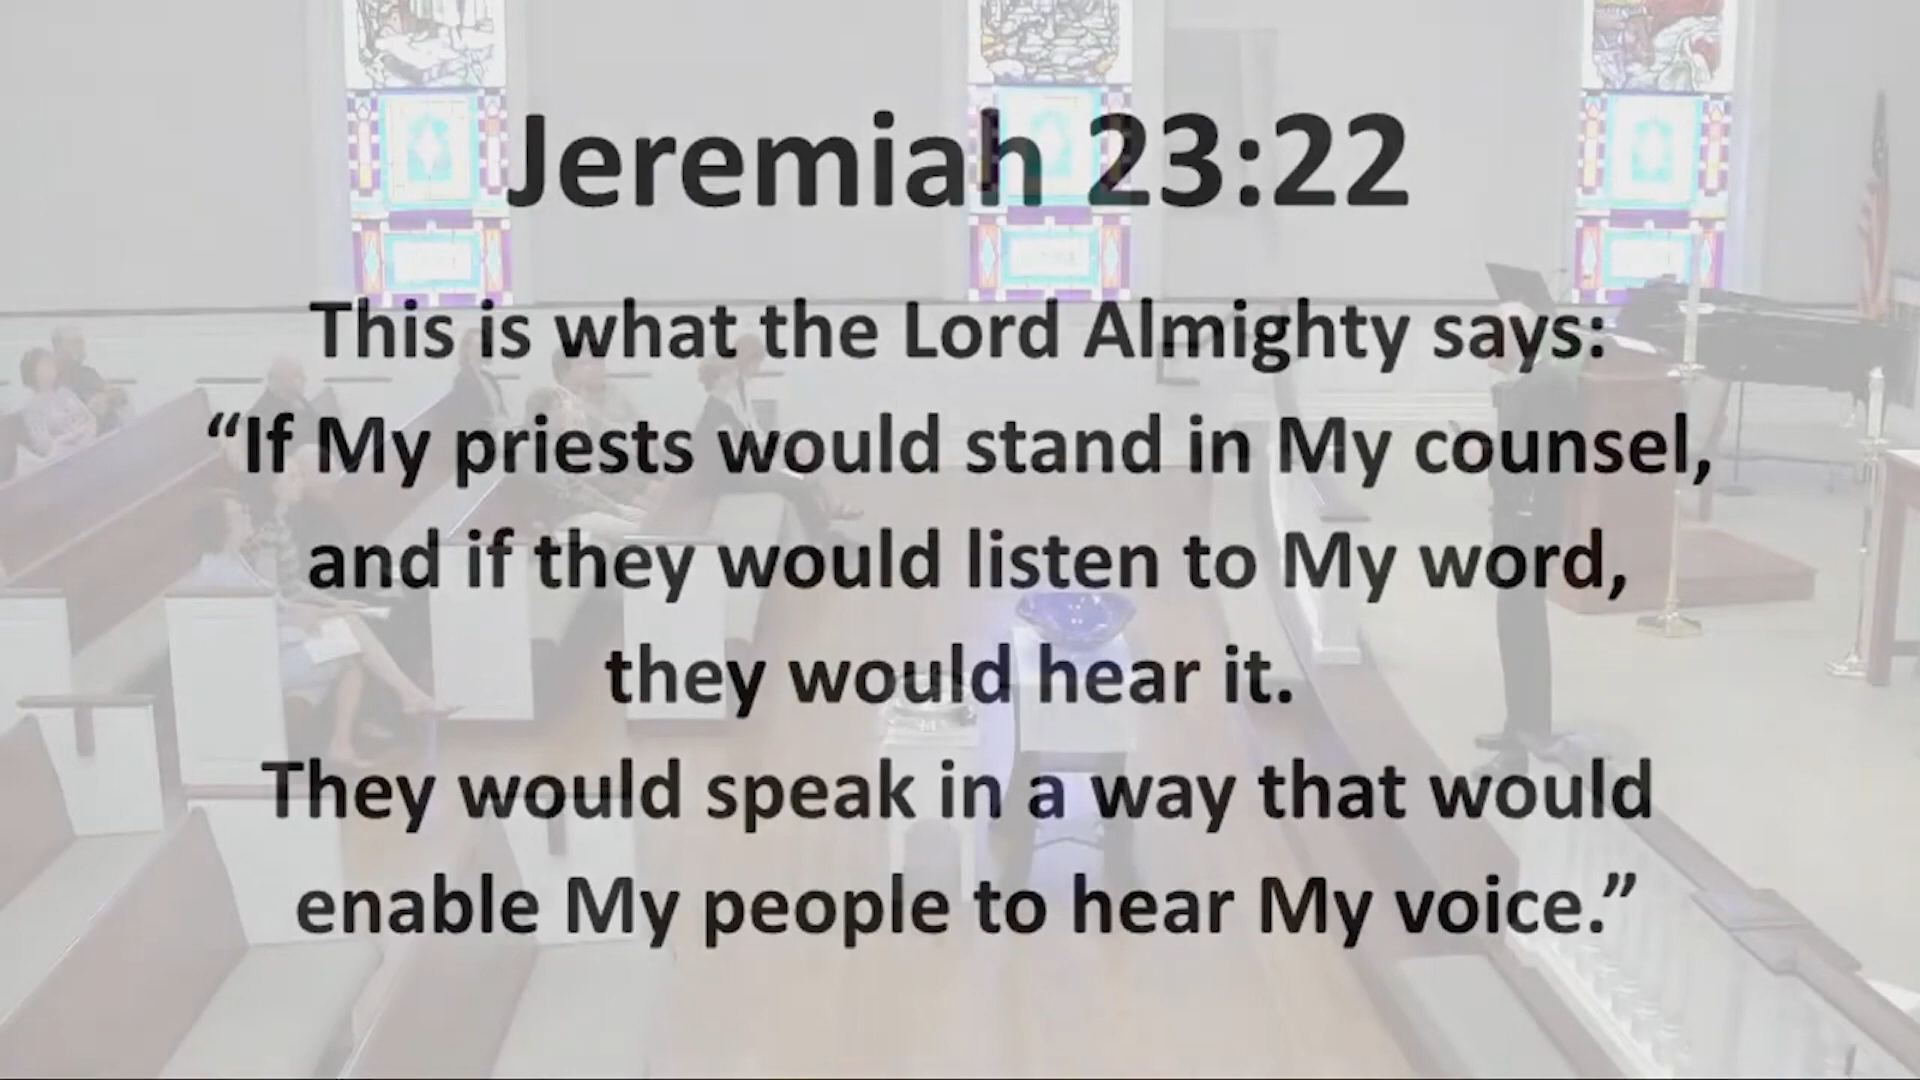 Jeremiah 23:22
This is what the Lord Almighty says:
“If My priests would stand in My counsel,
and if they would listen to My word,
they would hear it.
They would speak in a way that would
enable My people to hear My voice.”